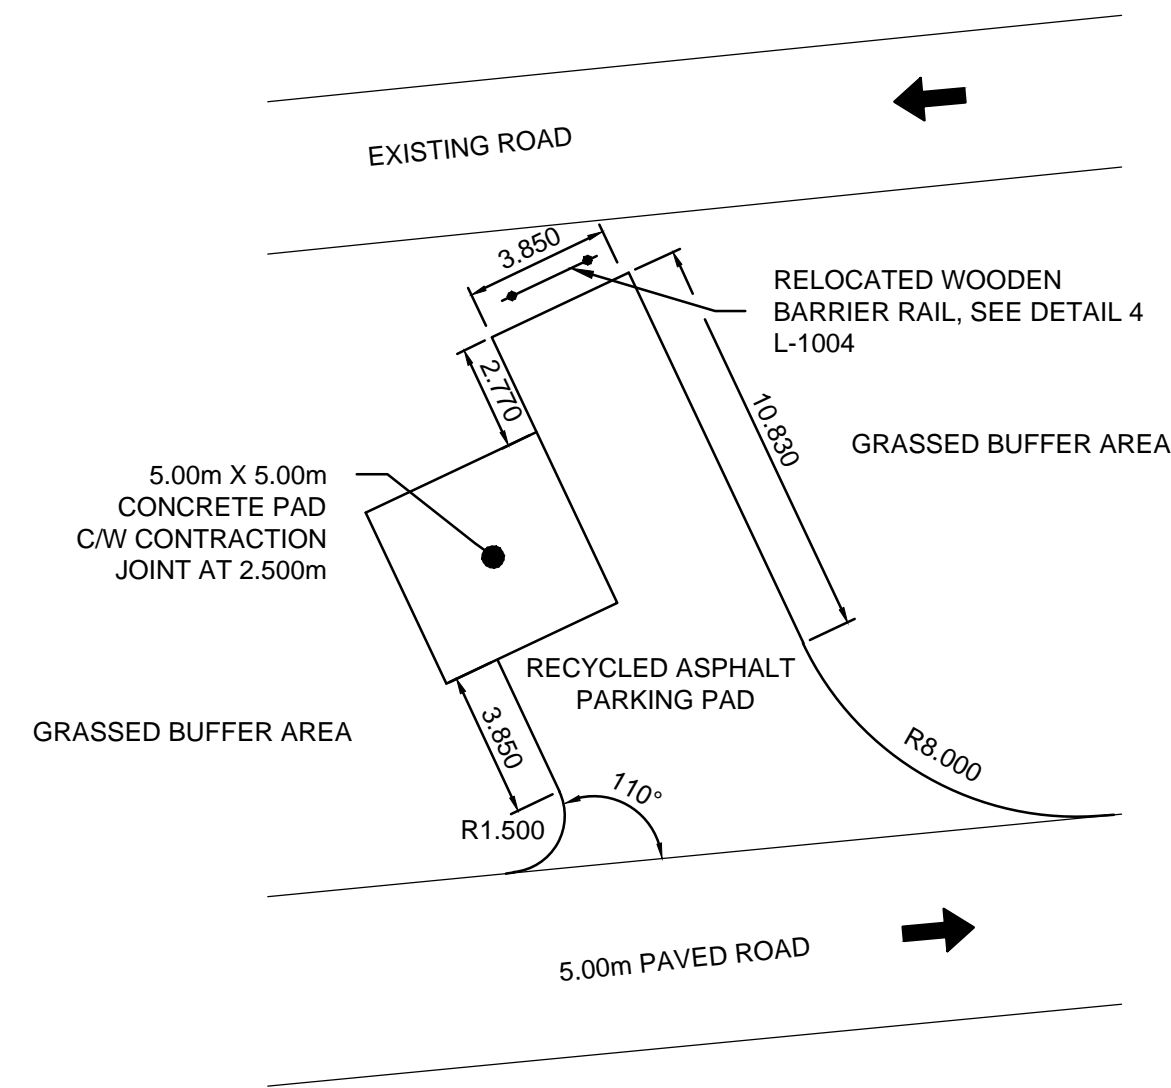 EXISTING ROAD
3.850
RELOCATED WOODEN
BARRIER RAIL, SEE DETAIL 4
L-1004
2.770
10.830
GRASSED BUFFER AREA
5.00m X 5.00m
CONCRETE PAD
C/W CONTRACTION
JOINT AT 2.500m
RECYCLED ASPHALT
PARKING PAD
GRASSED BUFFER AREA
3.850
R8.000
110°
R1.500
5.00m PAVED ROAD